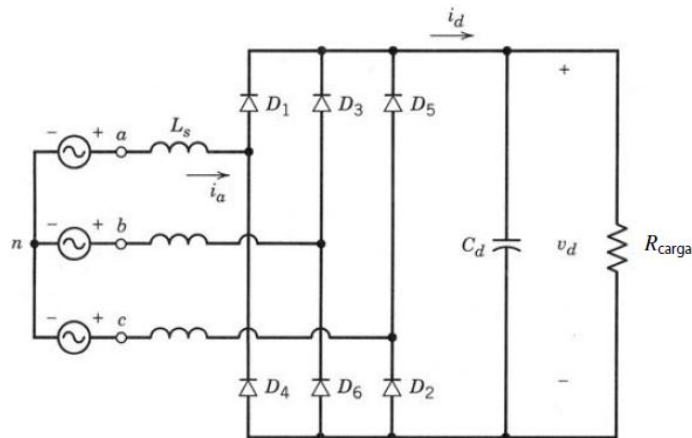 i_d
D_1
D_3
D_5
- + a
L_s
i_a
- + b
n
C_d
+
v_d
-
R_carga
- + c
D_4
D_6
D_2